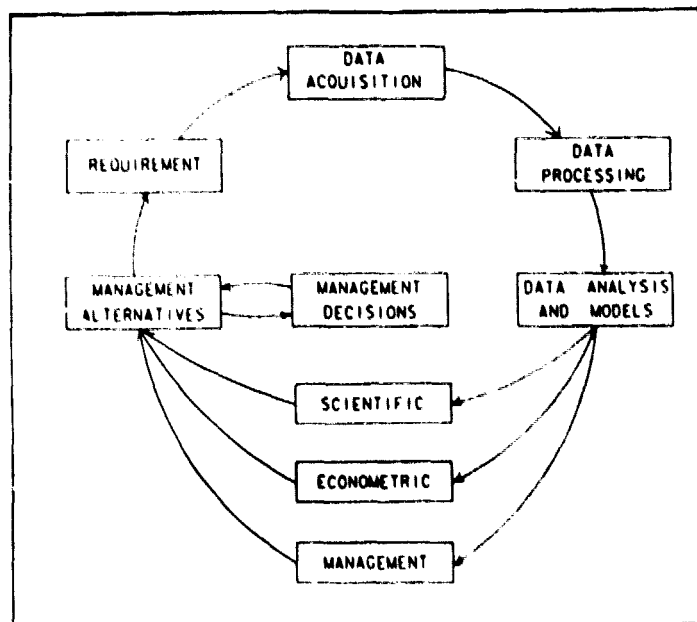 DATA
ACQUISITION
REQUIREMENT
DATA
PROCESSING
MANAGEMENT
ALTERNATIVES
MANAGEMENT
DECISIONS
DATA ANALYSIS
AND MODELS
SCIENTIFIC
ECONOMETRIC
MANAGEMENT